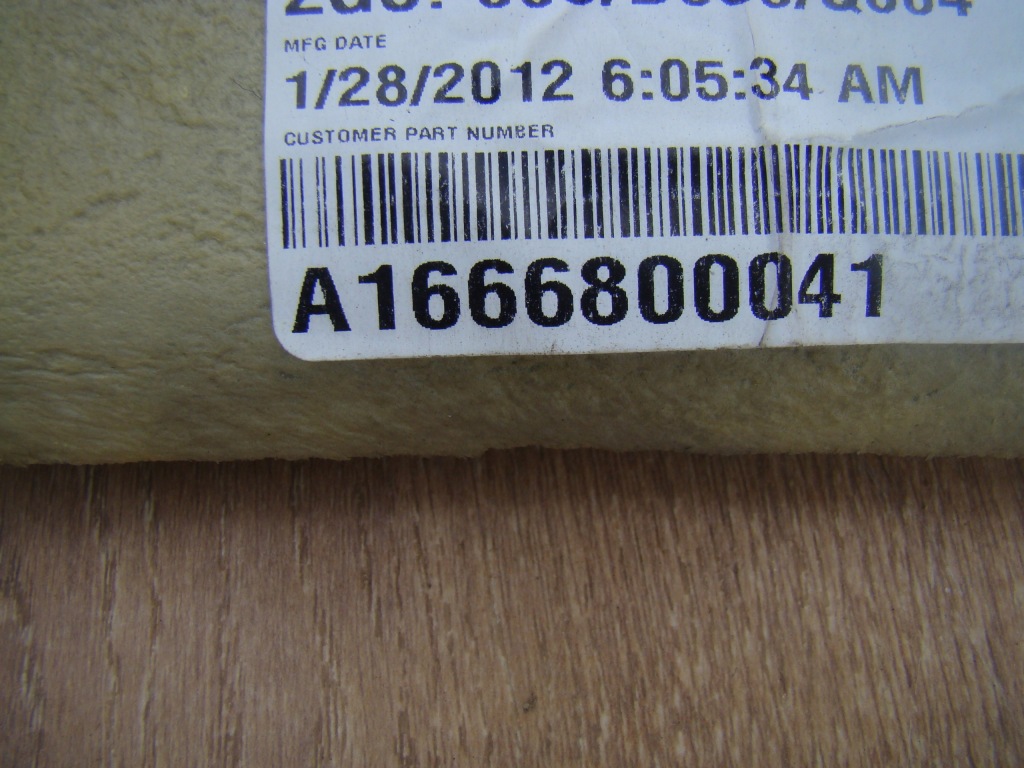 MFG DATE
1/28/2012 6:05:34 AM
CUSTOMER PART NUMBER
A1666800041